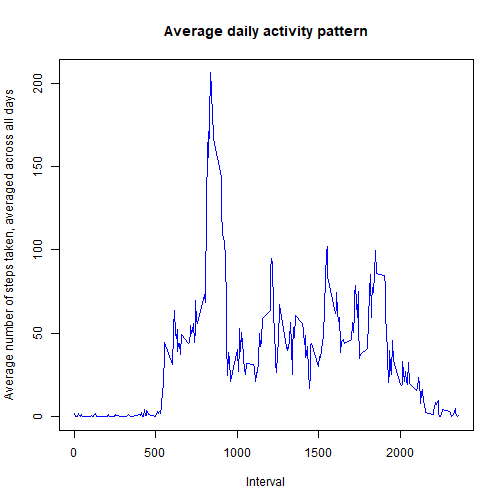 Average daily activity pattern
Average number of steps taken, averaged across all days
200
150
100
50
0
0 500 1000 1500 2000
Interval